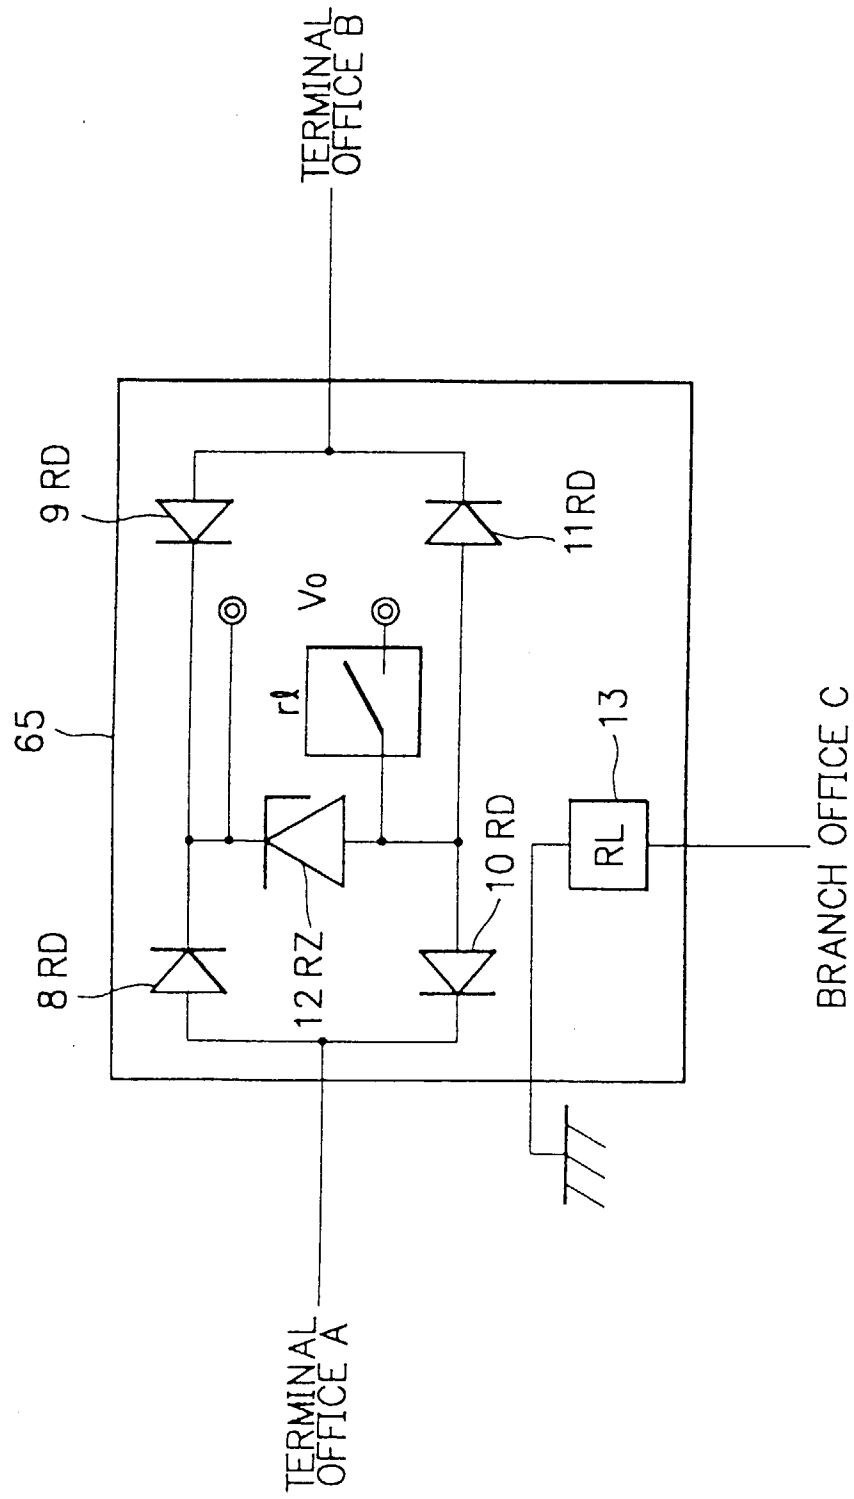 65
8 RD
9 RD
12 RZ
rℓ
Vo
10 RD
11 RD
RL
13
TERMINAL
OFFICE A
TERMINAL
OFFICE B
BRANCH OFFICE C